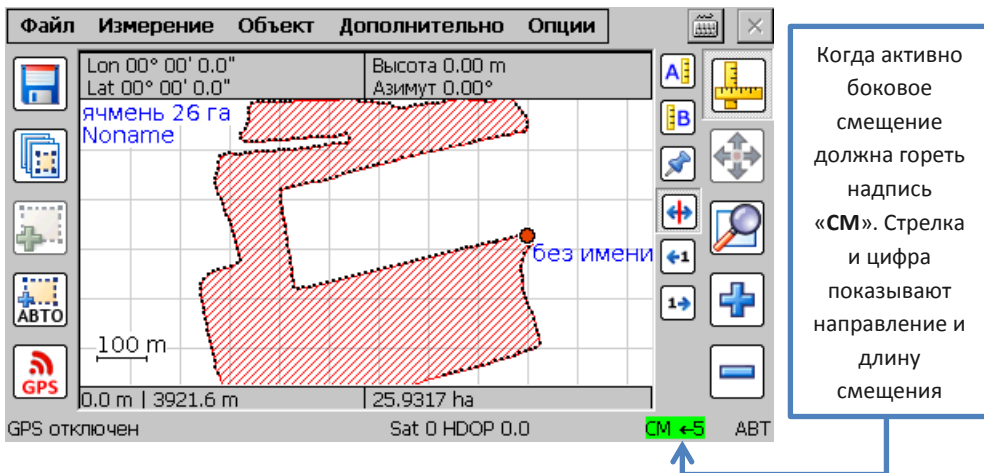 Файл Измерение Объект Дополнительно Опции
Lon 00° 00' 0.0"
Lat 00° 00' 0.0"
Высота 0.00 m
Азимут 0.00°
ячмень 26 га
Noname
без имени
100 m
АВТО
GPS
A
B
←1
1→
0.0 m | 3921.6 m
25.9317 ha
GPS отключен
Sat 0 HDOP 0.0
СМ ←5
АВТ
Когда активно
боковое
смещение
должна гореть
надпись
«СМ». Стрелка
и цифра
показывают
направление и
длину
смещения